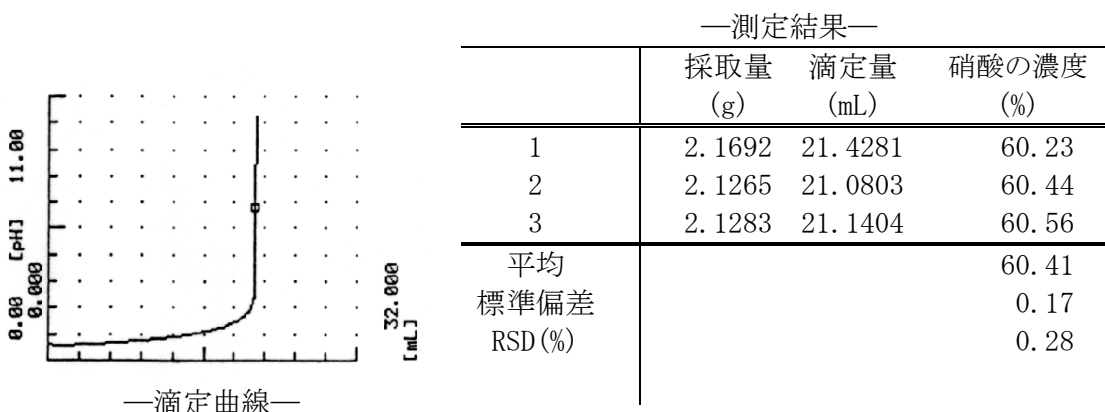 —測定結果—
採取量 滴定量 硝酸の濃度
(g) (mL) (%)
1 2.1692 21.4281 60.23
2 2.1265 21.0803 60.44
3 2.1283 21.1404 60.56
平均 60.41
標準偏差 0.17
RSD(%) 0.28
11.00
[pH]
0.00
0.000
32.000
[mL]
—滴定曲線—